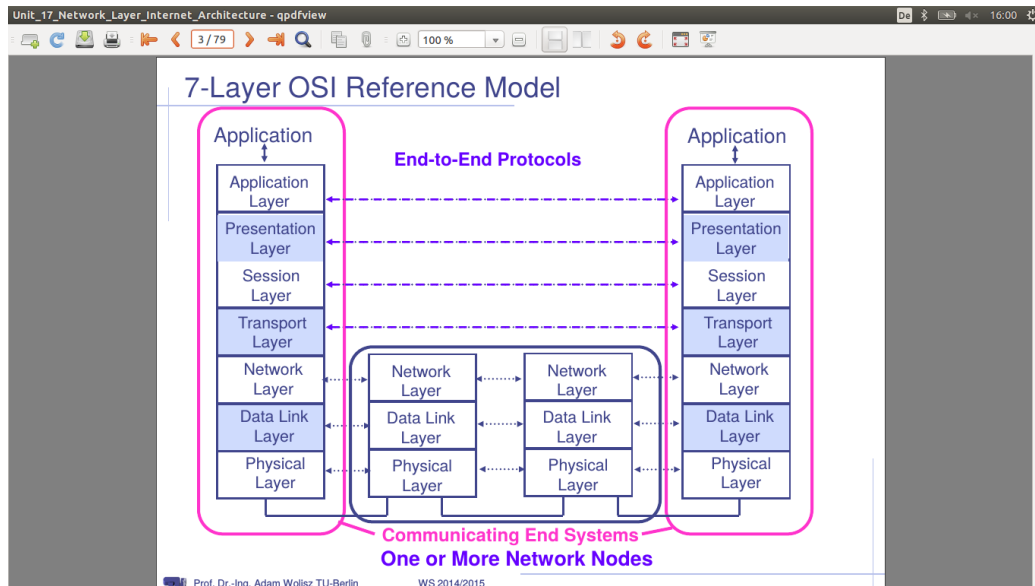 Unit_17_Network_Layer_Internet_Architecture - qpdfview
De
16:00
3 / 79
100 %
7-Layer OSI Reference Model
Application
Application
End-to-End Protocols
Application
Layer
Application
Layer
Presentation
Layer
Presentation
Layer
Session
Layer
Session
Layer
Transport
Layer
Transport
Layer
Network
Layer
Network
Layer
Network
Layer
Network
Layer
Data Link
Layer
Data Link
Layer
Data Link
Layer
Data Link
Layer
Physical
Layer
Physical
Layer
Physical
Layer
Physical
Layer
Communicating End Systems
One or More Network Nodes
Prof. Dr.-Ing. Adam Wolisz TU-Berlin
WS 2014/2015